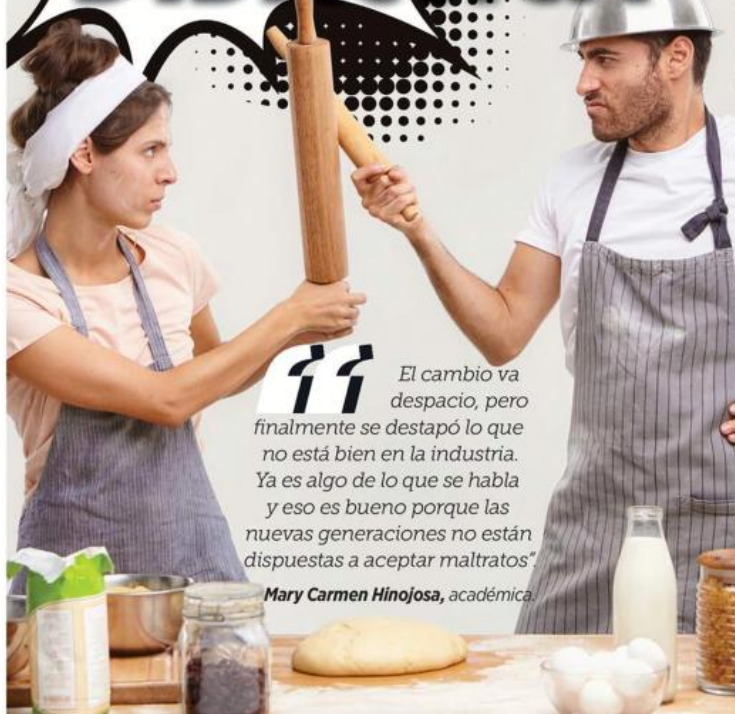 El cambio va
despacio, pero
finalmente se destapó lo que
no está bien en la industria.
Ya es algo de lo que se habla
y eso es bueno porque las
nuevas generaciones no están
dispuestas a aceptar maltratos”.
Mary Carmen Hinojosa, académica.